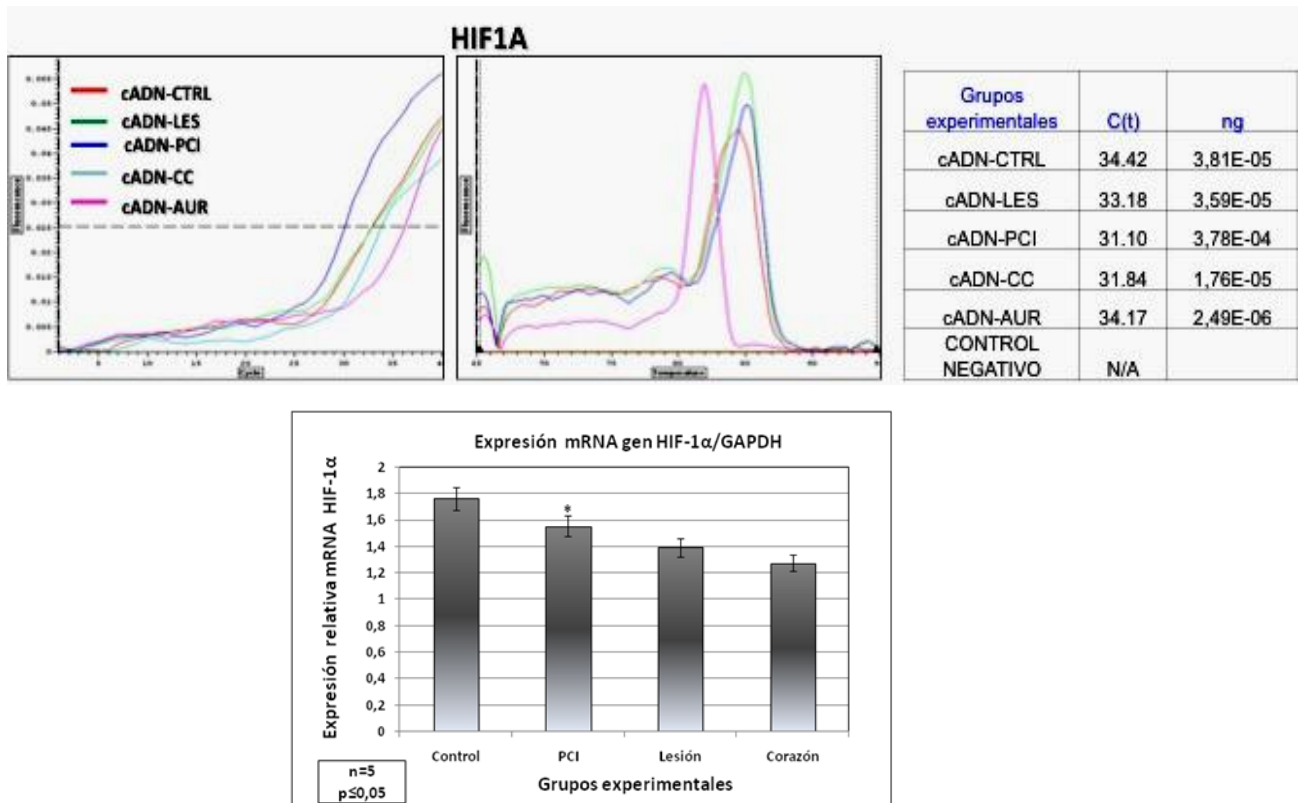 HIF1A
cADN-CTRL
cADN-LES
cADN-PCI
cADN-CC
cADN-AUR
Fluorescence
Cycle
Fluorescence
Temperature
Grupos experimentales C(t) ng
cADN-CTRL 34.42 3,81E-05
cADN-LES 33.18 3,59E-05
cADN-PCI 31.10 3,78E-04
cADN-CC 31.84 1,76E-05
cADN-AUR 34.17 2,49E-06
CONTROL NEGATIVO N/A
Expresión mRNA gen HIF-1α/GAPDH
Expresión relativa mRNA HIF-1α
2
1,8
1,6
1,4
1,2
1
0,8
0,6
0,4
0,2
0
*
Control PCI Lesión Corazón
Grupos experimentales
n=5
p≤0,05